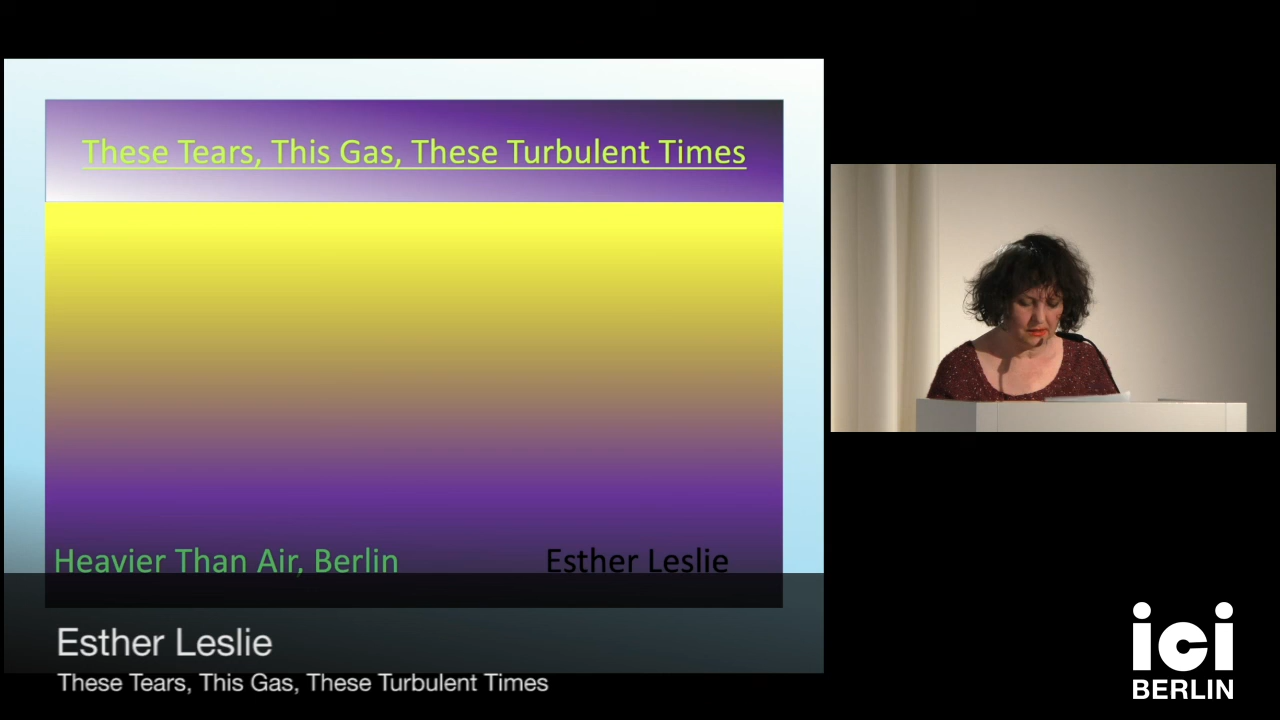 These Tears, This Gas, These Turbulent Times
Heavier Than Air, Berlin
Esther Leslie
Esther Leslie
These Tears, This Gas, These Turbulent Times
ici
BERLIN